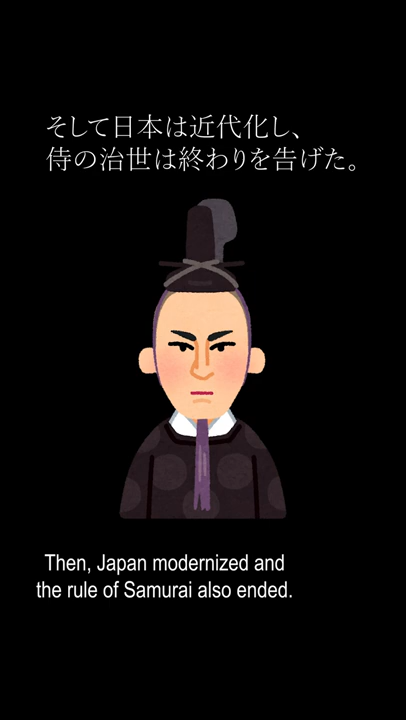 そして日本は近代化し、
侍の治世は終わりを告げた。
Then, Japan modernized and
the rule of Samurai also ended.